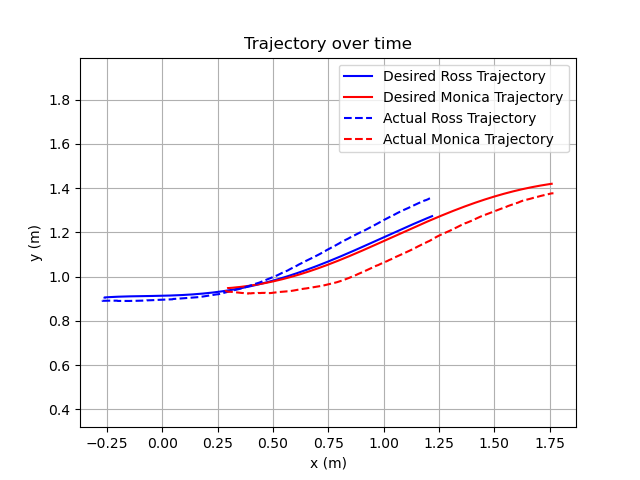 Trajectory over time
Desired Ross Trajectory
Desired Monica Trajectory
Actual Ross Trajectory
Actual Monica Trajectory
y (m)
1.8
1.6
1.4
1.2
1.0
0.8
0.6
0.4
−0.25 0.00 0.25 0.50 0.75 1.00 1.25 1.50 1.75
x (m)